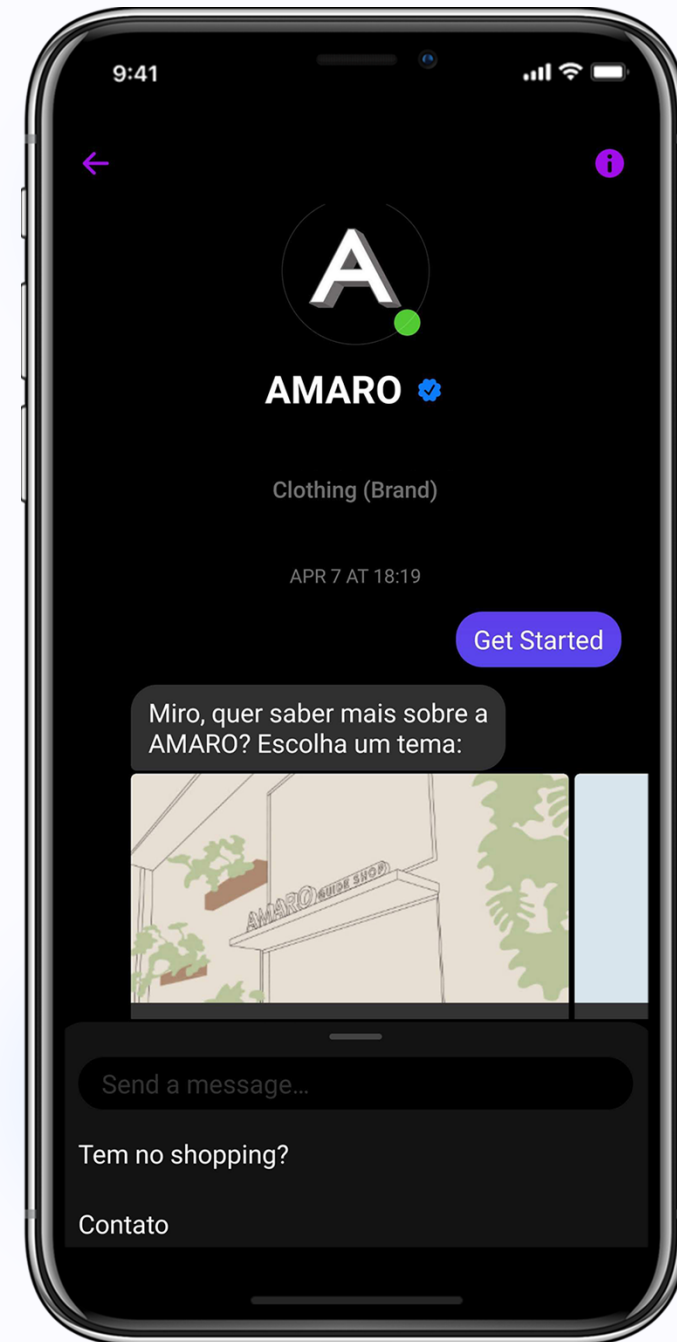 9:41
A
AMARO
Clothing (Brand)
APR 7 AT 18:19
Get Started
Miro, quer saber mais sobre a
AMARO? Escolha um tema:
AMARO GUIDE SHOP
Send a message...
Tem no shopping?
Contato